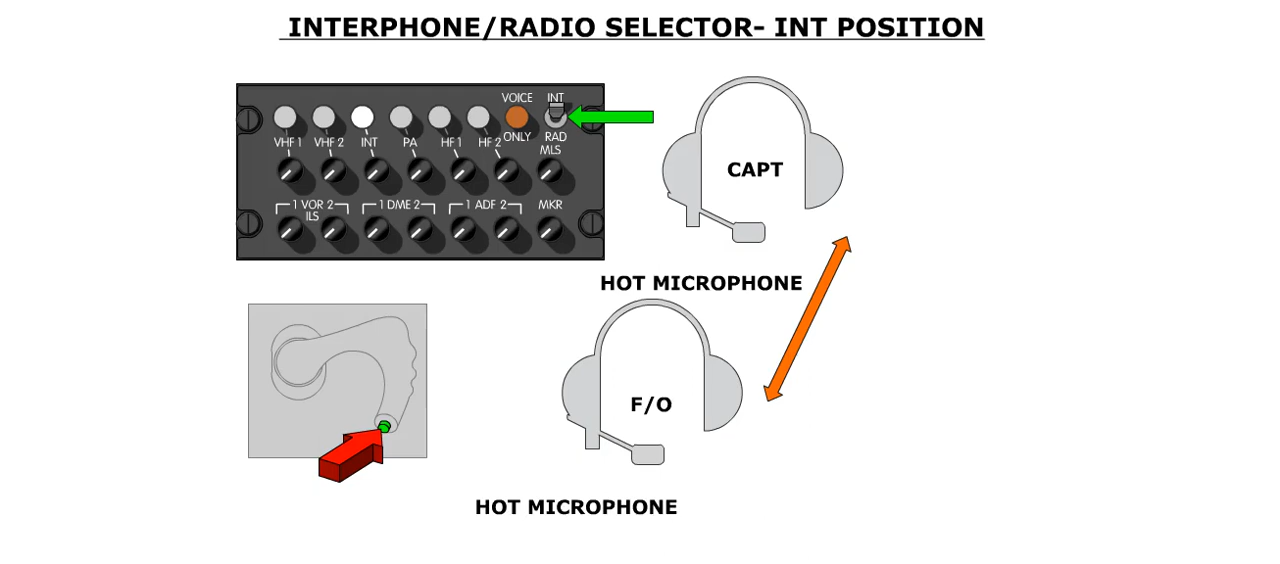 INTERPHONE/RADIO SELECTOR- INT POSITION
VOICE INT
VHF 1 VHF 2 INT PA HF 1 HF 2 ONLY RAD
MLS
1 VOR 2 1 DME 2 1 ADF 2 MKR
ILS
CAPT
HOT MICROPHONE
F/O
HOT MICROPHONE